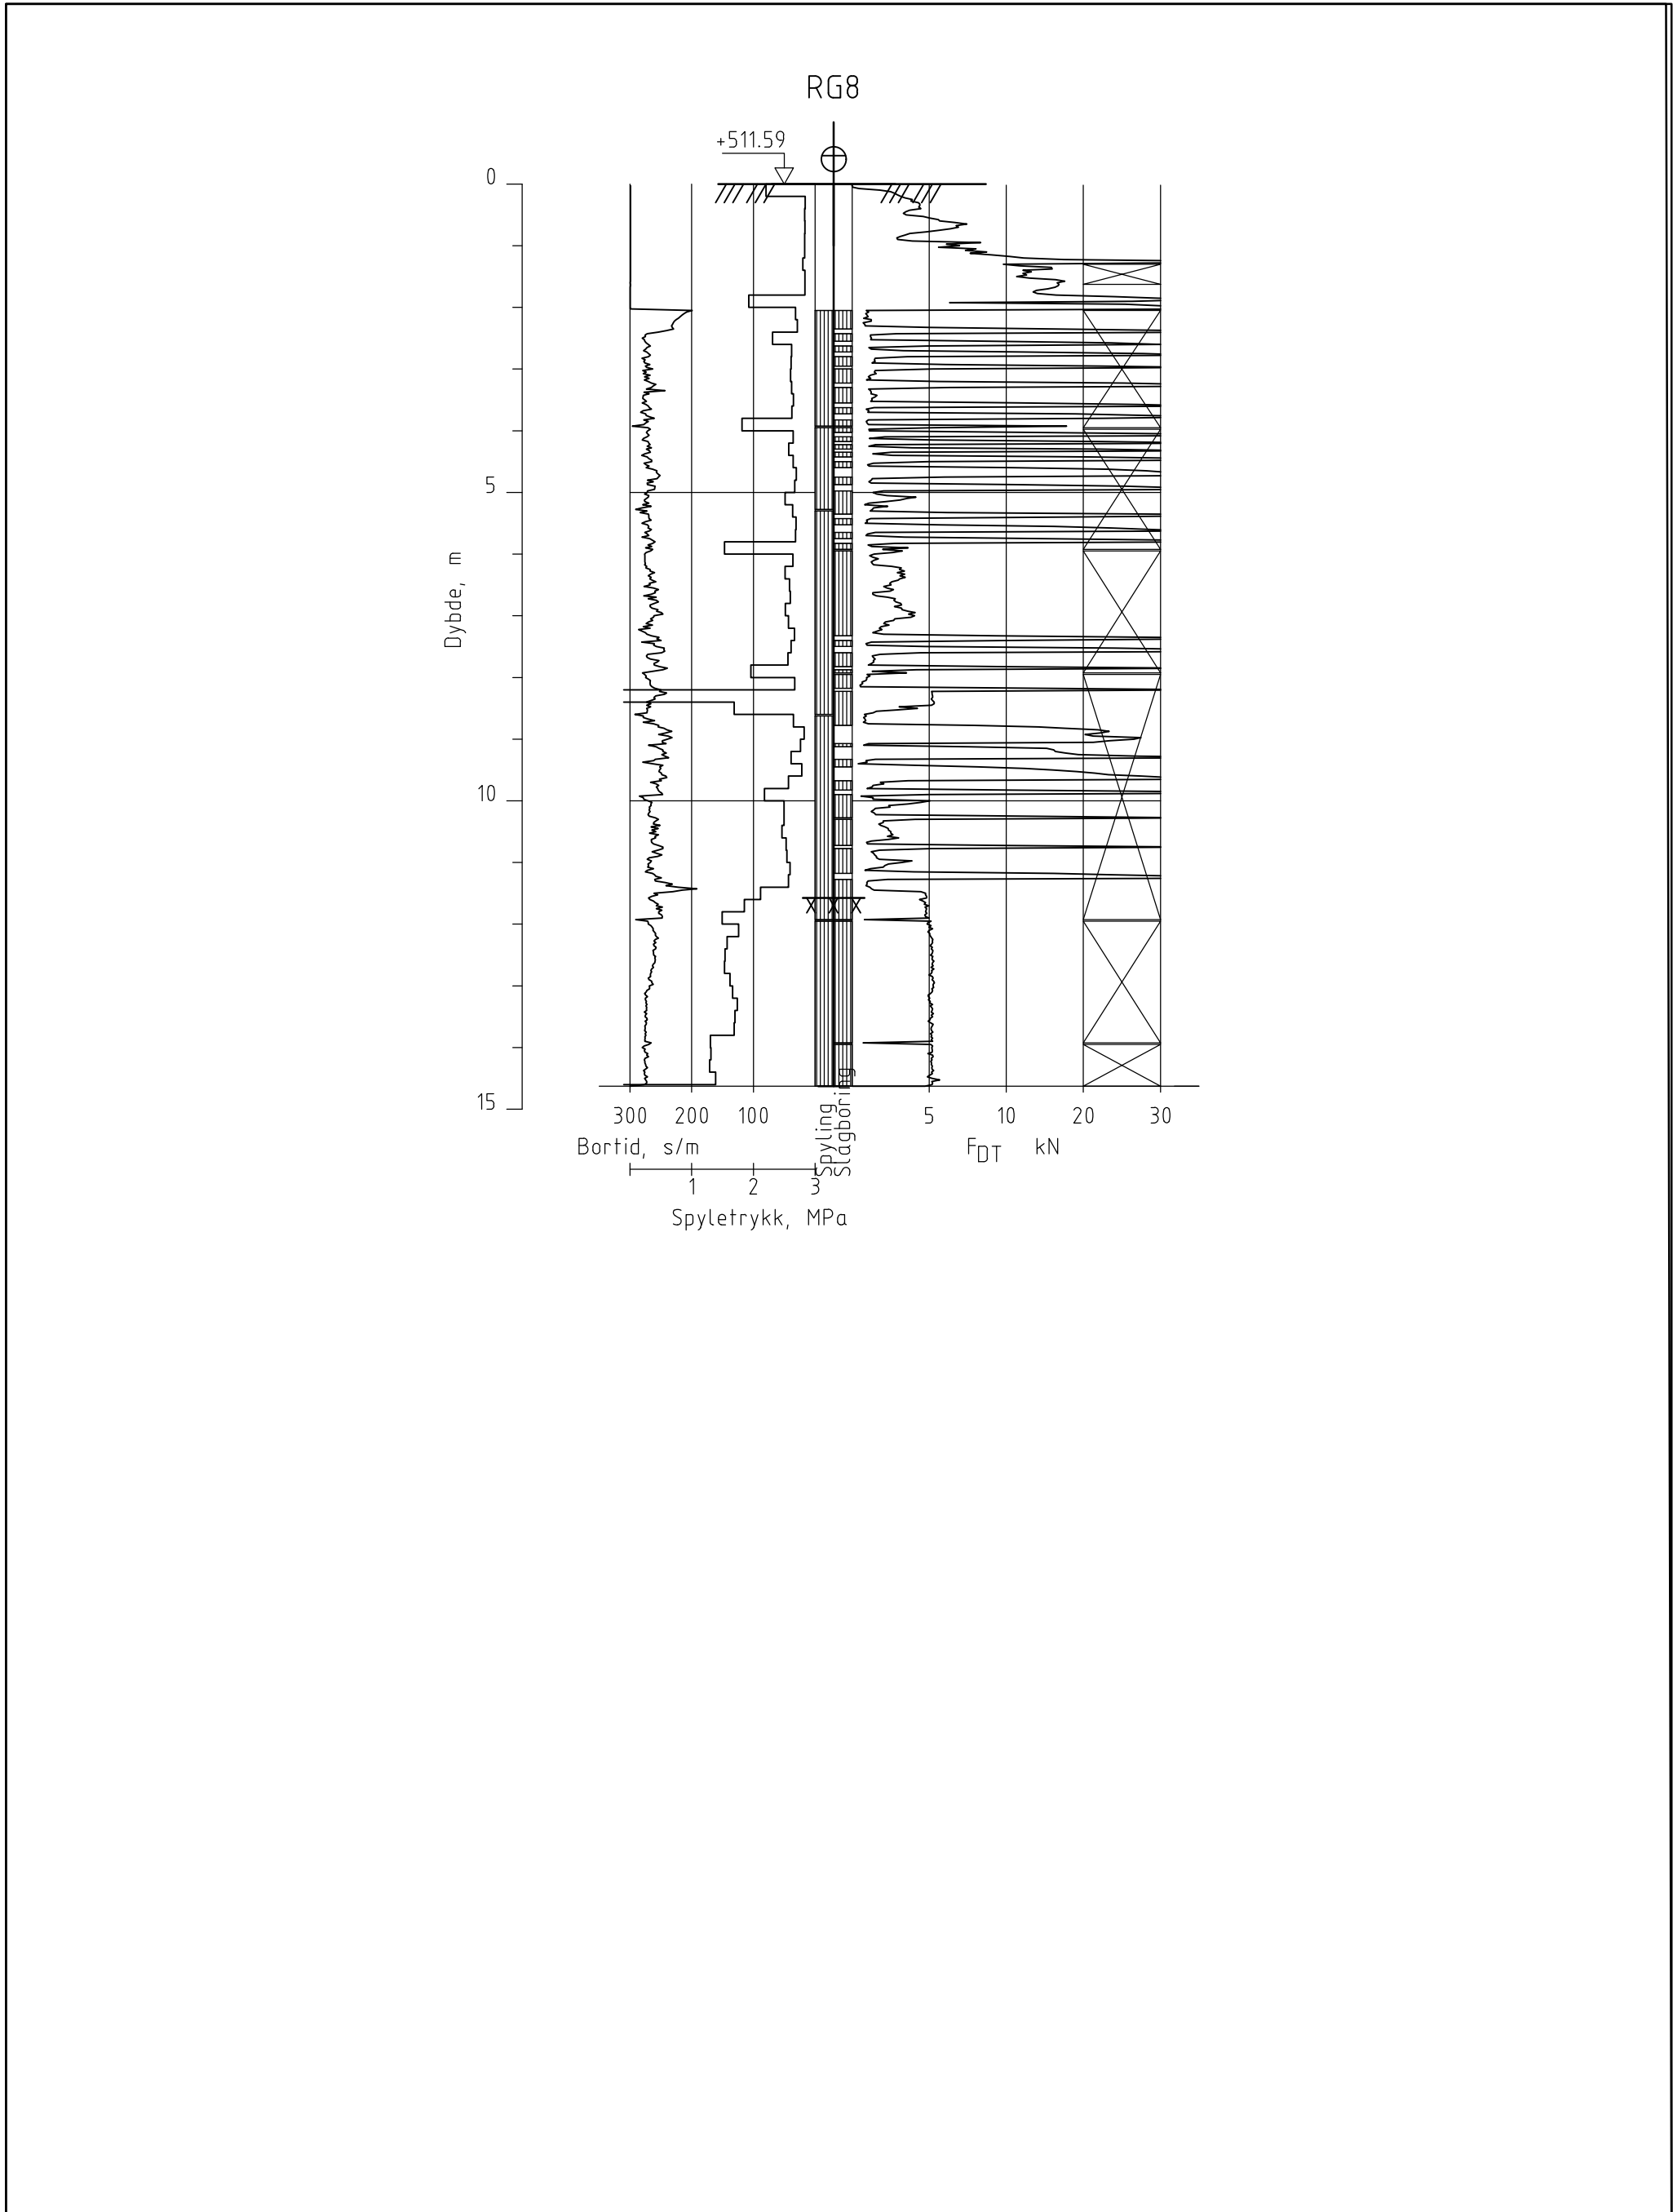 RG8
+511.59
0
5
10
15
Dybde, m
300 200 100
Bortid, s/m
1 2 3
Spyletrykk, MPa
Spyling
Slagboring
5 10 20 30
FDT kN